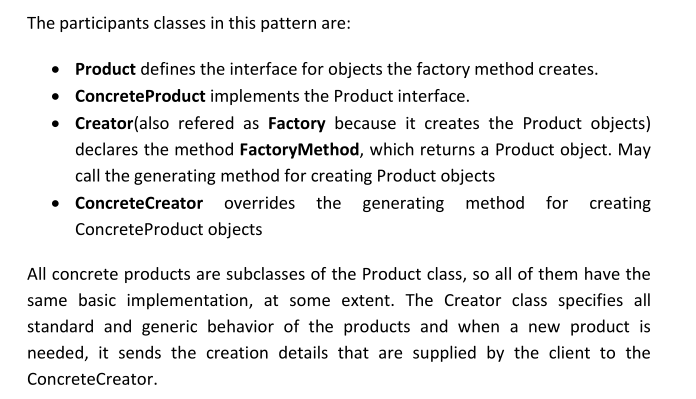 The participants classes in this pattern are:
• Product defines the interface for objects the factory method creates.
• ConcreteProduct implements the Product interface.
• Creator(also refered as Factory because it creates the Product objects)
declares the method FactoryMethod, which returns a Product object. May
call the generating method for creating Product objects
• ConcreteCreator overrides the generating method for creating
ConcreteProduct objects
All concrete products are subclasses of the Product class, so all of them have the
same basic implementation, at some extent. The Creator class specifies all
standard and generic behavior of the products and when a new product is
needed, it sends the creation details that are supplied by the client to the
ConcreteCreator.